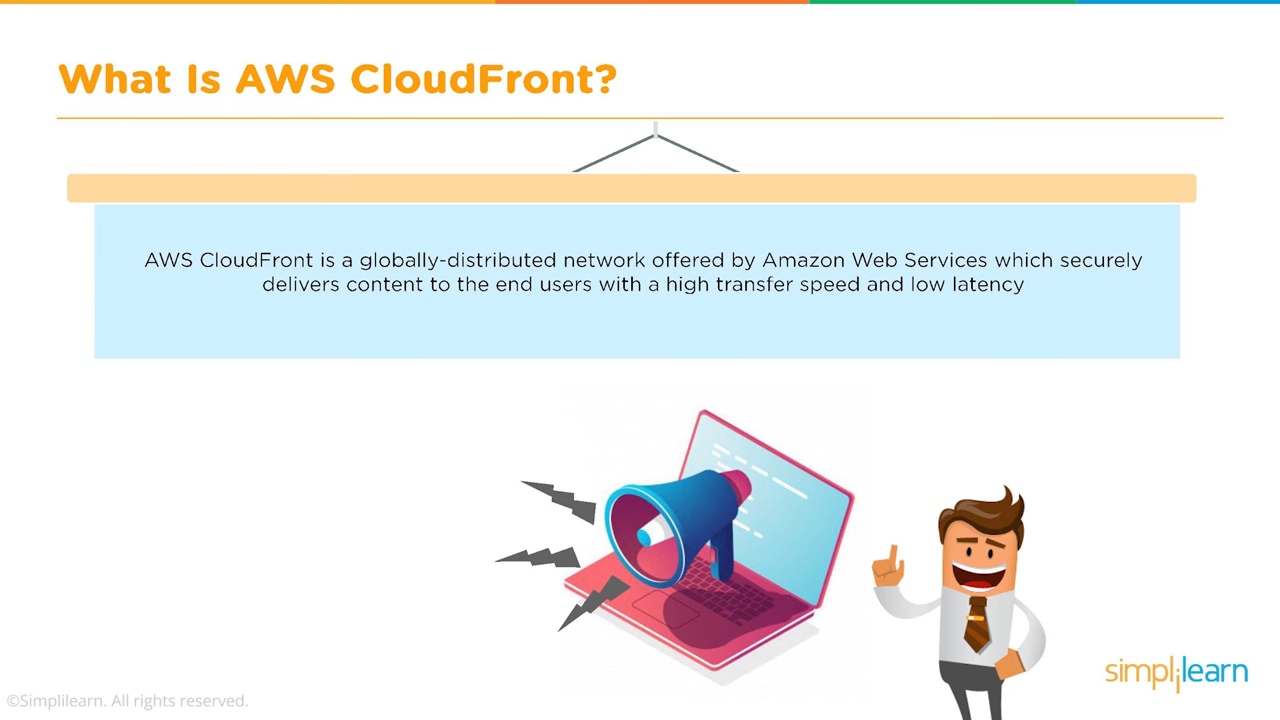 What Is AWS CloudFront?
AWS CloudFront is a globally-distributed network offered by Amazon Web Services which securely
delivers content to the end users with a high transfer speed and low latency
simplilearn
©Simplilearn. All rights reserved.